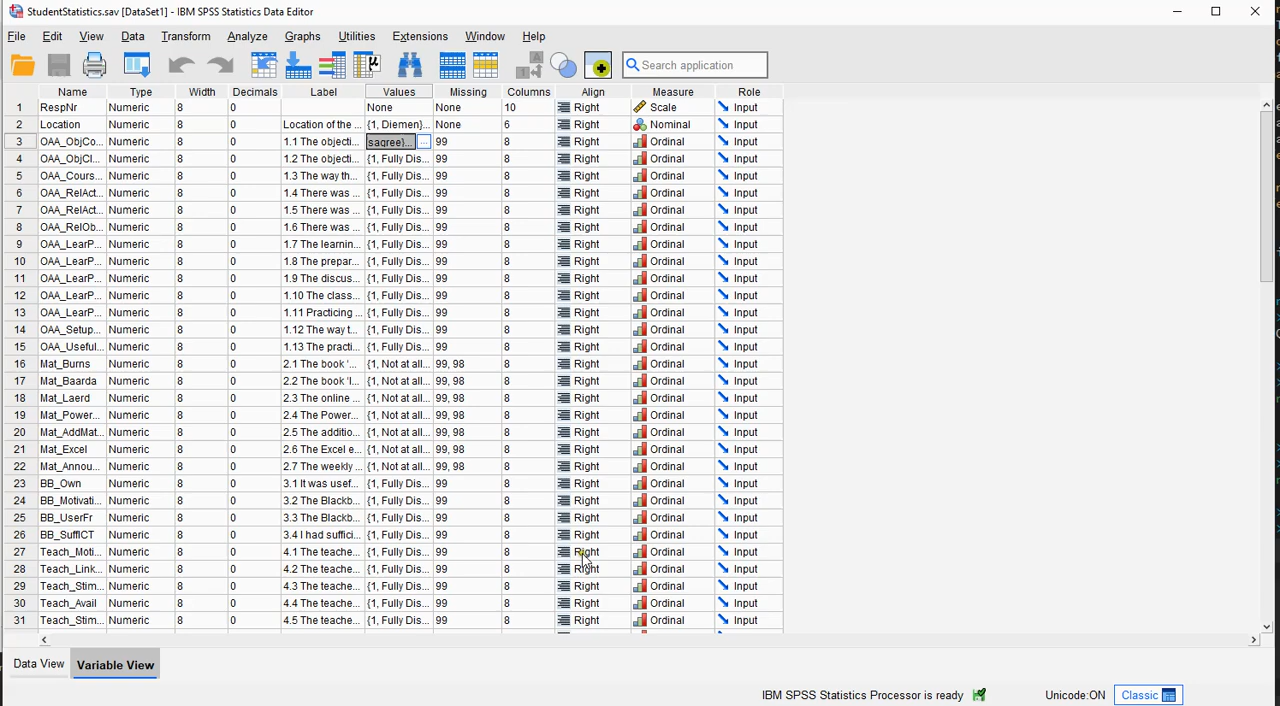 StudentStatistics.sav [DataSet1] - IBM SPSS Statistics Data Editor
File Edit View Data Transform Analyze Graphs Utilities Extensions Window Help
Search application
Name Type Width Decimals Label Values Missing Columns Align Measure Role
1 RespNr Numeric 8 0 None None 10 Right Scale Input
2 Location Numeric 8 0 Location of the ... {1, Diemen}... None 6 Right Nominal Input
3 OAA_ObjCo... Numeric 8 0 1.1 The objecti... sagree}... ... 99 8 Right Ordinal Input
4 OAA_ObjCl... Numeric 8 0 1.2 The objecti... {1, Fully Dis... 99 8 Right Ordinal Input
5 OAA_Cours... Numeric 8 0 1.3 The way th... {1, Fully Dis... 99 8 Right Ordinal Input
6 OAA_RelAct... Numeric 8 0 1.4 There was ... {1, Fully Dis... 99 8 Right Ordinal Input
7 OAA_RelAct... Numeric 8 0 1.5 There was ... {1, Fully Dis... 99 8 Right Ordinal Input
8 OAA_RelOb... Numeric 8 0 1.6 There was ... {1, Fully Dis... 99 8 Right Ordinal Input
9 OAA_LearP... Numeric 8 0 1.7 The learnin... {1, Fully Dis... 99 8 Right Ordinal Input
10 OAA_LearP... Numeric 8 0 1.8 The prepar... {1, Fully Dis... 99 8 Right Ordinal Input
11 OAA_LearP... Numeric 8 0 1.9 The discus... {1, Fully Dis... 99 8 Right Ordinal Input
12 OAA_LearP... Numeric 8 0 1.10 The class... {1, Fully Dis... 99 8 Right Ordinal Input
13 OAA_LearP... Numeric 8 0 1.11 Practicing ... {1, Fully Dis... 99 8 Right Ordinal Input
14 OAA_Setup... Numeric 8 0 1.12 The way t... {1, Fully Dis... 99 8 Right Ordinal Input
15 OAA_Useful... Numeric 8 0 1.13 The practi... {1, Fully Dis... 99 8 Right Ordinal Input
16 Mat_Burns Numeric 8 0 2.1 The book '... {1, Not at all... 99, 98 8 Right Ordinal Input
17 Mat_Baarda Numeric 8 0 2.2 The book 'I... {1, Not at all... 99, 98 8 Right Ordinal Input
18 Mat_Laerd Numeric 8 0 2.3 The online ... {1, Not at all... 99, 98 8 Right Ordinal Input
19 Mat_Power... Numeric 8 0 2.4 The Power... {1, Not at all... 99, 98 8 Right Ordinal Input
20 Mat_AddMat... Numeric 8 0 2.5 The additio... {1, Not at all... 99, 98 8 Right Ordinal Input
21 Mat_Excel Numeric 8 0 2.6 The Excel e... {1, Not at all... 99, 98 8 Right Ordinal Input
22 Mat_Annou... Numeric 8 0 2.7 The weekly ... {1, Not at all... 99, 98 8 Right Ordinal Input
23 BB_Own Numeric 8 0 3.1 It was usef... {1, Fully Dis... 99 8 Right Ordinal Input
24 BB_Motivati... Numeric 8 0 3.2 The Blackb... {1, Fully Dis... 99 8 Right Ordinal Input
25 BB_UserFr Numeric 8 0 3.3 The Blackb... {1, Fully Dis... 99 8 Right Ordinal Input
26 BB_SuffICT Numeric 8 0 3.4 I had suffici... {1, Fully Dis... 99 8 Right Ordinal Input
27 Teach_Moti... Numeric 8 0 4.1 The teache... {1, Fully Dis... 99 8 Right Ordinal Input
28 Teach_Link... Numeric 8 0 4.2 The teache... {1, Fully Dis... 99 8 Right Ordinal Input
29 Teach_Stim... Numeric 8 0 4.3 The teache... {1, Fully Dis... 99 8 Right Ordinal Input
30 Teach_Avail Numeric 8 0 4.4 The teache... {1, Fully Dis... 99 8 Right Ordinal Input
31 Teach_Stim... Numeric 8 0 4.5 The teache... {1, Fully Dis... 99 8 Right Ordinal Input
Data View Variable View
IBM SPSS Statistics Processor is ready Unicode:ON Classic